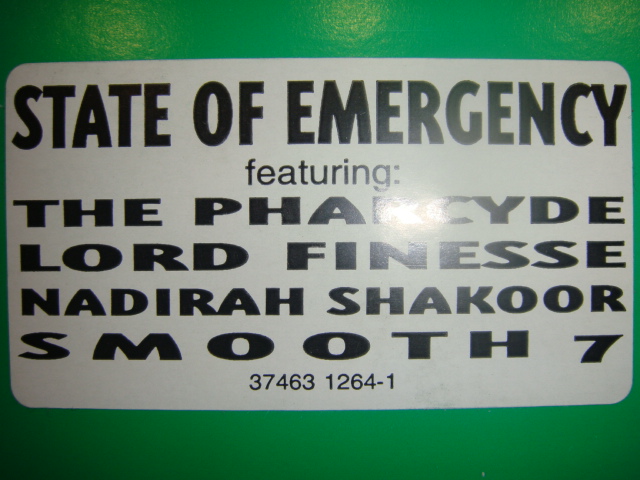 STATE OF EMERGENCY
featuring:
THE PHARCYDE
LORD FINESSE
NADIRAH SHAKOOR
SMOOTH 7
37463 1264-1